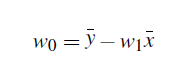 w₀ = ȳ − w₁x̄